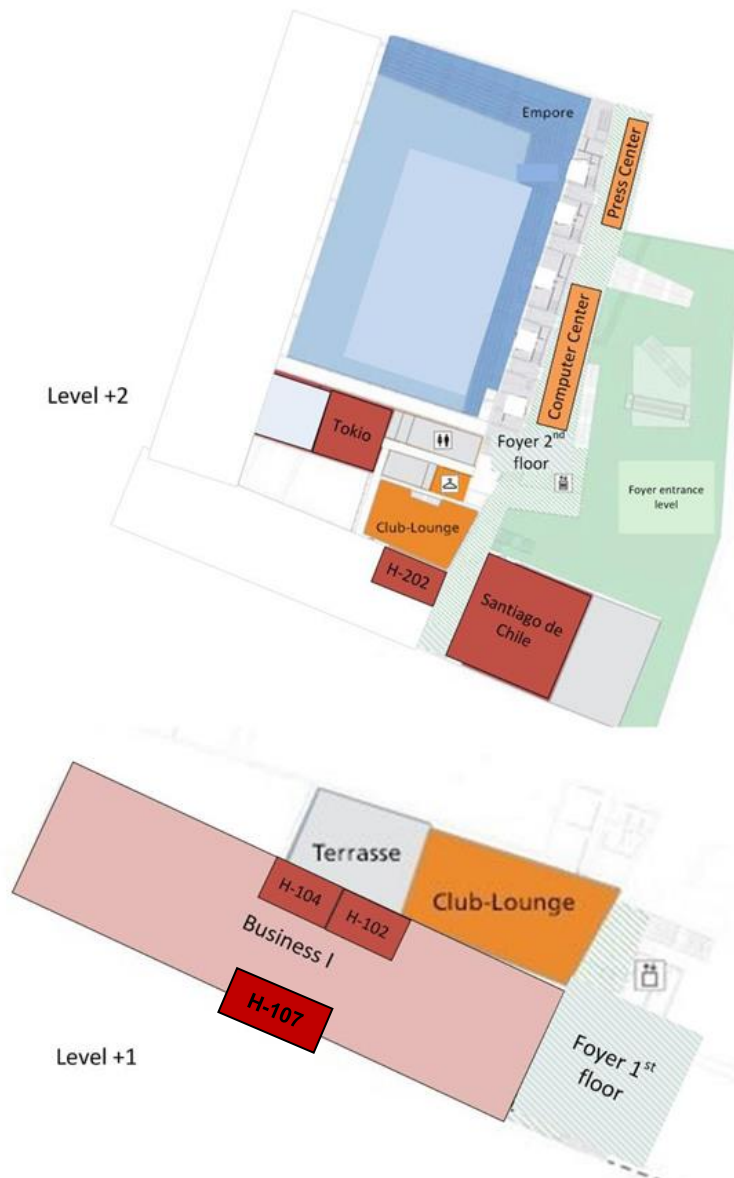 Empore
Press Center
Computer Center
Level +2
Tokio
Foyer 2nd
floor
Foyer entrance
level
Club-Lounge
H-202
Santiago de
Chile
Terrasse
H-104
H-102
Club-Lounge
Business I
H-107
Foyer 1st
floor
Level +1